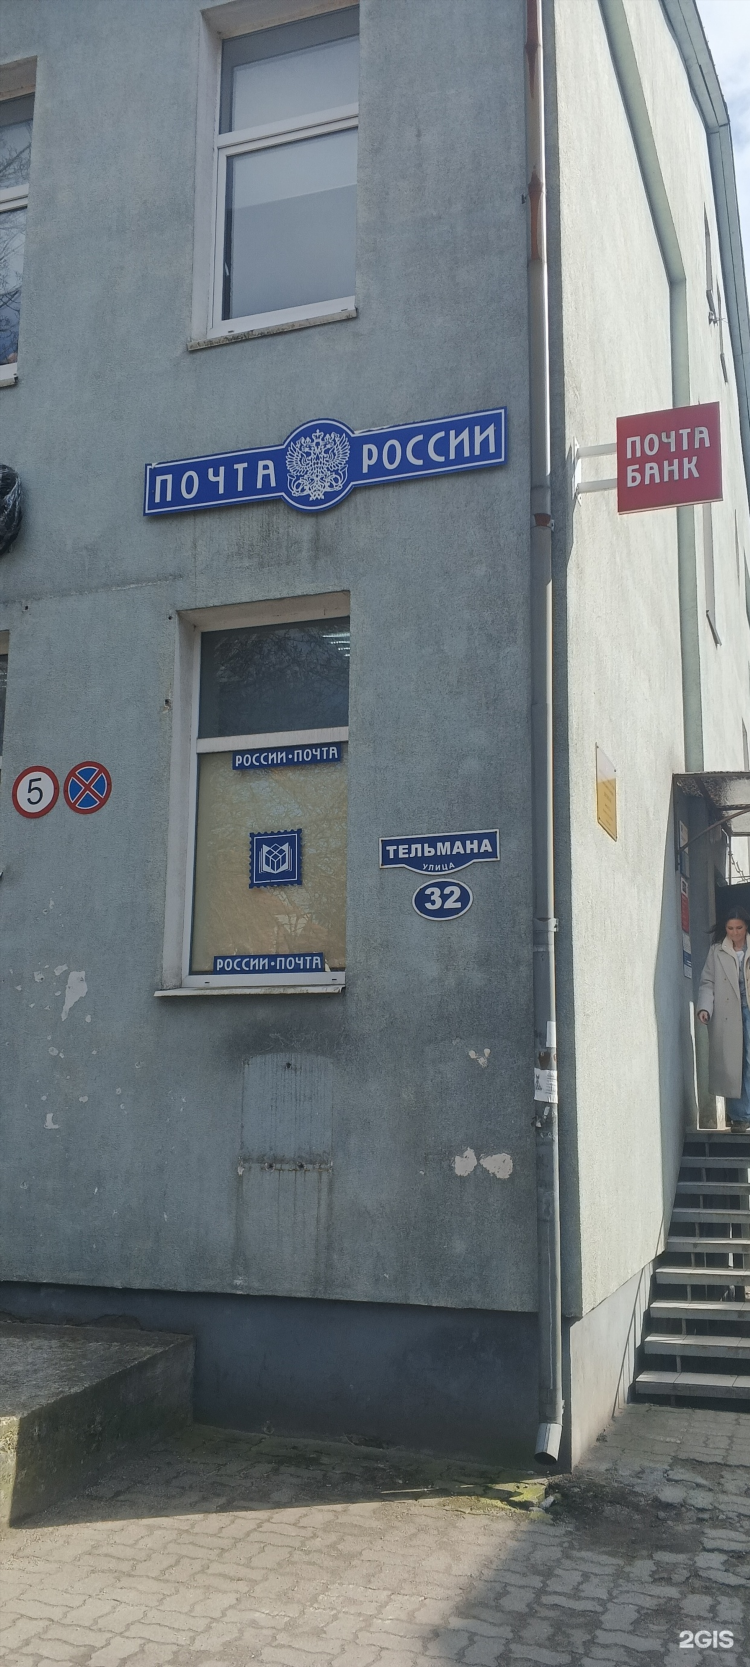 ПОЧТА РОССИИ
ПОЧТА
БАНК
РОССИИ•ПОЧТА
5
ТЕЛЬМАНА
УЛИЦА
32
РОССИИ•ПОЧТА
2GIS